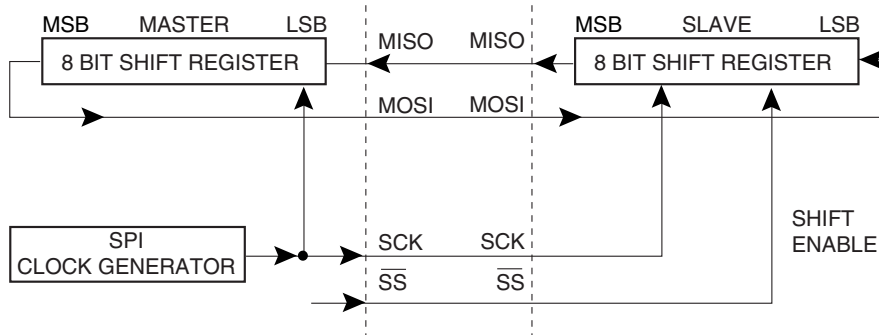 MSB MASTER LSB
MSB SLAVE LSB
8 BIT SHIFT REGISTER
MISO MISO
8 BIT SHIFT REGISTER
MOSI MOSI
SPI
CLOCK GENERATOR
SCK SCK
SS SS
SHIFT
ENABLE